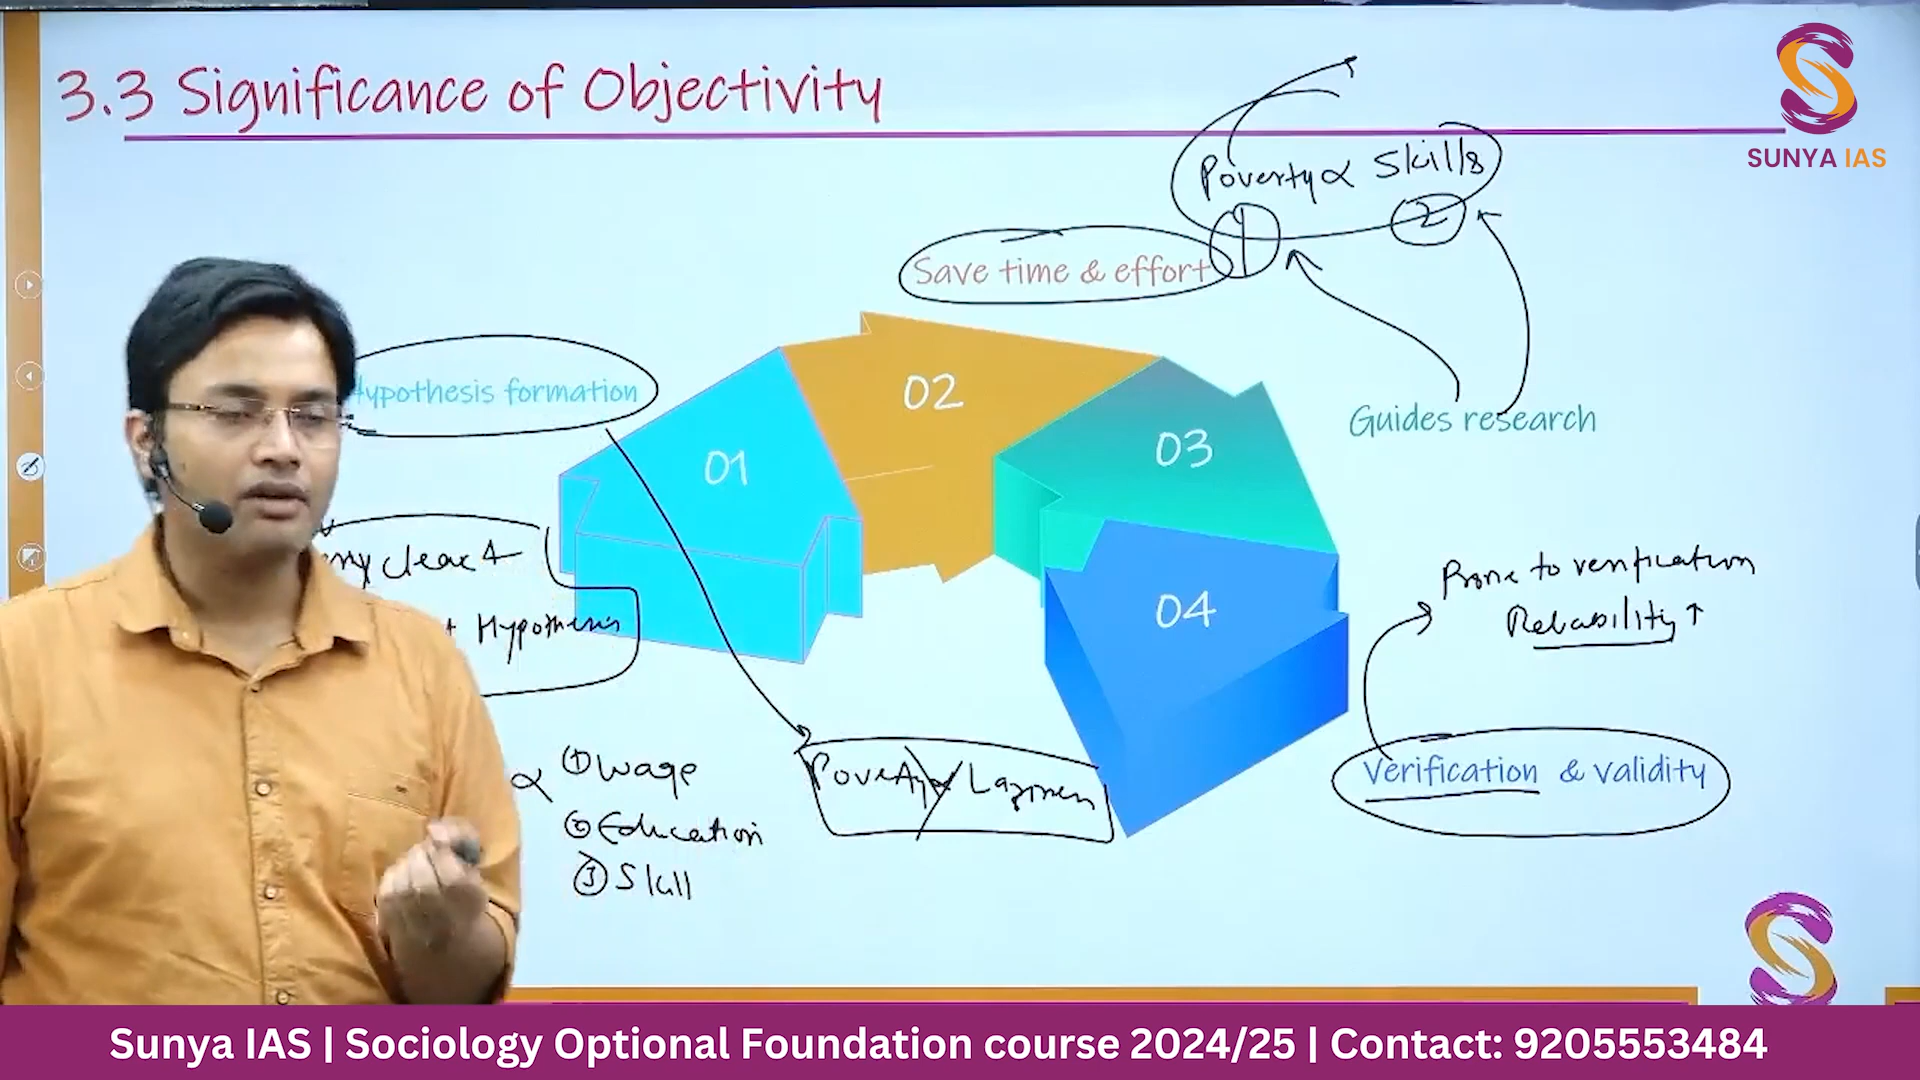 3.3 Significance of Objectivity
SUNYA IAS
Poverty ∝ Skills
1 2
Save time & effort
Hypothesis formation
02
Guides research
01
03
clear &
Hypothesis
04
Prone to verification
Reliability ↑
∝ ① Wage
② Education
③ Skill
Poverty ∝ Laziness
Verification & Validity
Sunya IAS | Sociology Optional Foundation course 2024/25 | Contact: 9205553484